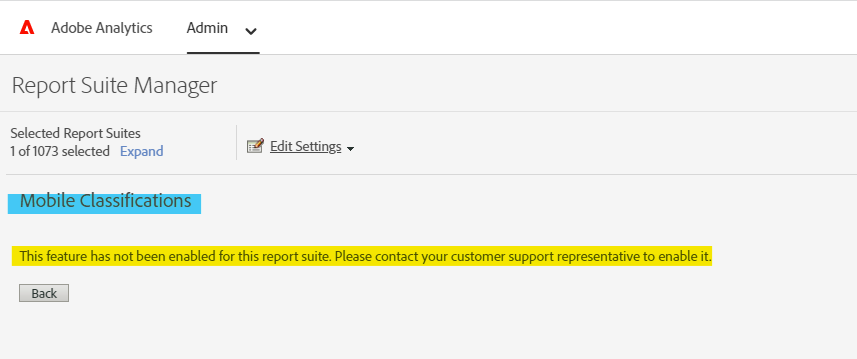 Adobe Analytics Admin
Report Suite Manager
Selected Report Suites
1 of 1073 selected Expand
Edit Settings
Mobile Classifications
This feature has not been enabled for this report suite. Please contact your customer support representative to enable it.
Back